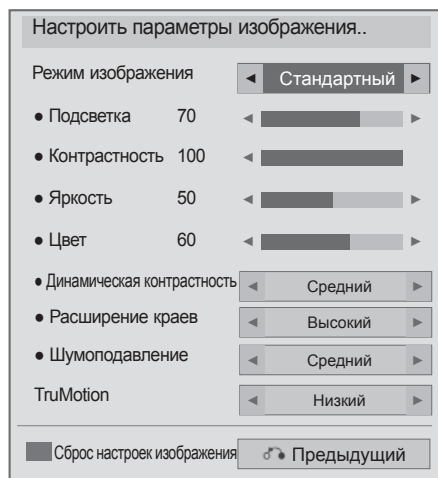 Настроить параметры изображения..
Режим изображения ◄ Стандартный ►
● Подсветка 70 ◄ ►
● Контрастность 100 ◄
● Яркость 50 ◄ ►
● Цвет 60 ◄ ►
● Динамическая контрастность ◄ Средний ►
● Расширение краев ◄ Высокий ►
● Шумоподавление ◄ Средний ►
TruMotion ◄ Низкий ►
Сброс настроек изображения Предыдущий